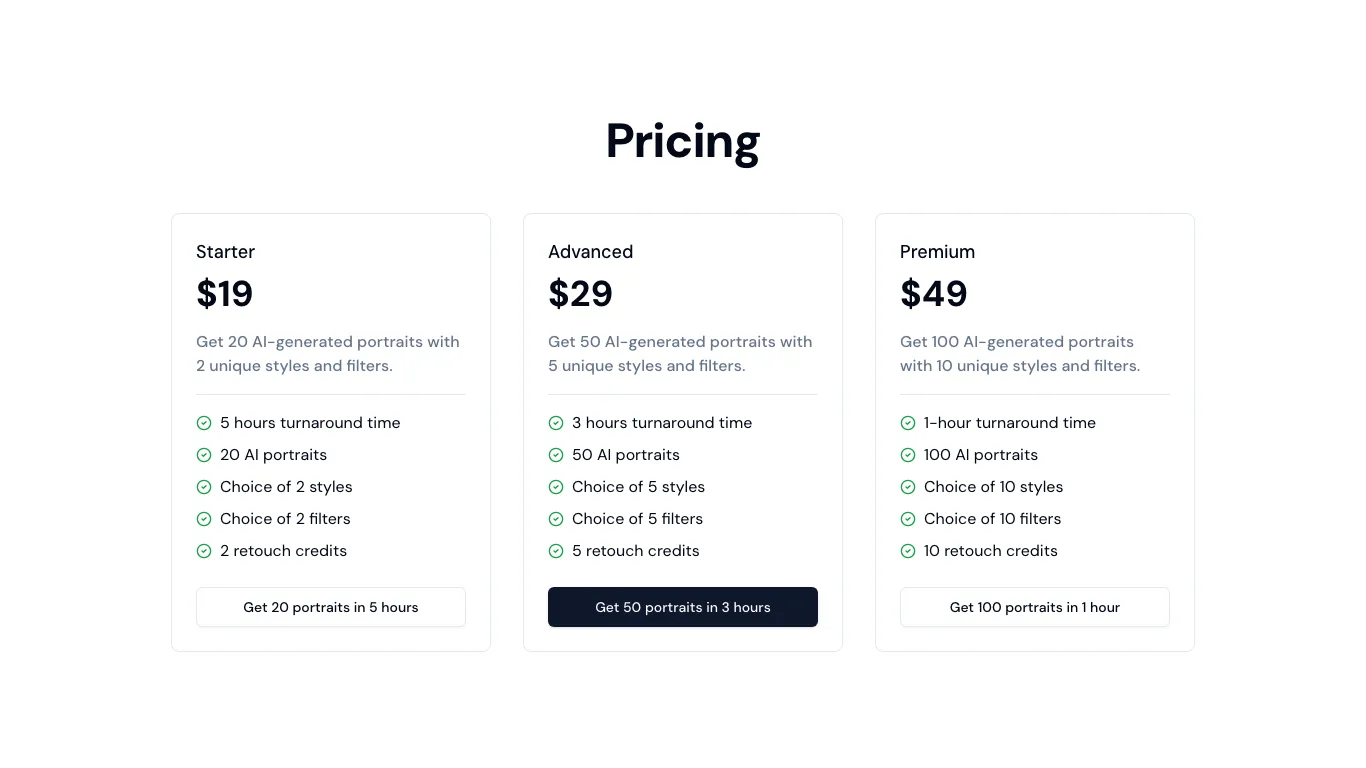 Pricing
Starter
$19
Get 20 AI-generated portraits with
2 unique styles and filters.
5 hours turnaround time
20 AI portraits
Choice of 2 styles
Choice of 2 filters
2 retouch credits
Get 20 portraits in 5 hours
Advanced
$29
Get 50 AI-generated portraits with
5 unique styles and filters.
3 hours turnaround time
50 AI portraits
Choice of 5 styles
Choice of 5 filters
5 retouch credits
Get 50 portraits in 3 hours
Premium
$49
Get 100 AI-generated portraits
with 10 unique styles and filters.
1-hour turnaround time
100 AI portraits
Choice of 10 styles
Choice of 10 filters
10 retouch credits
Get 100 portraits in 1 hour